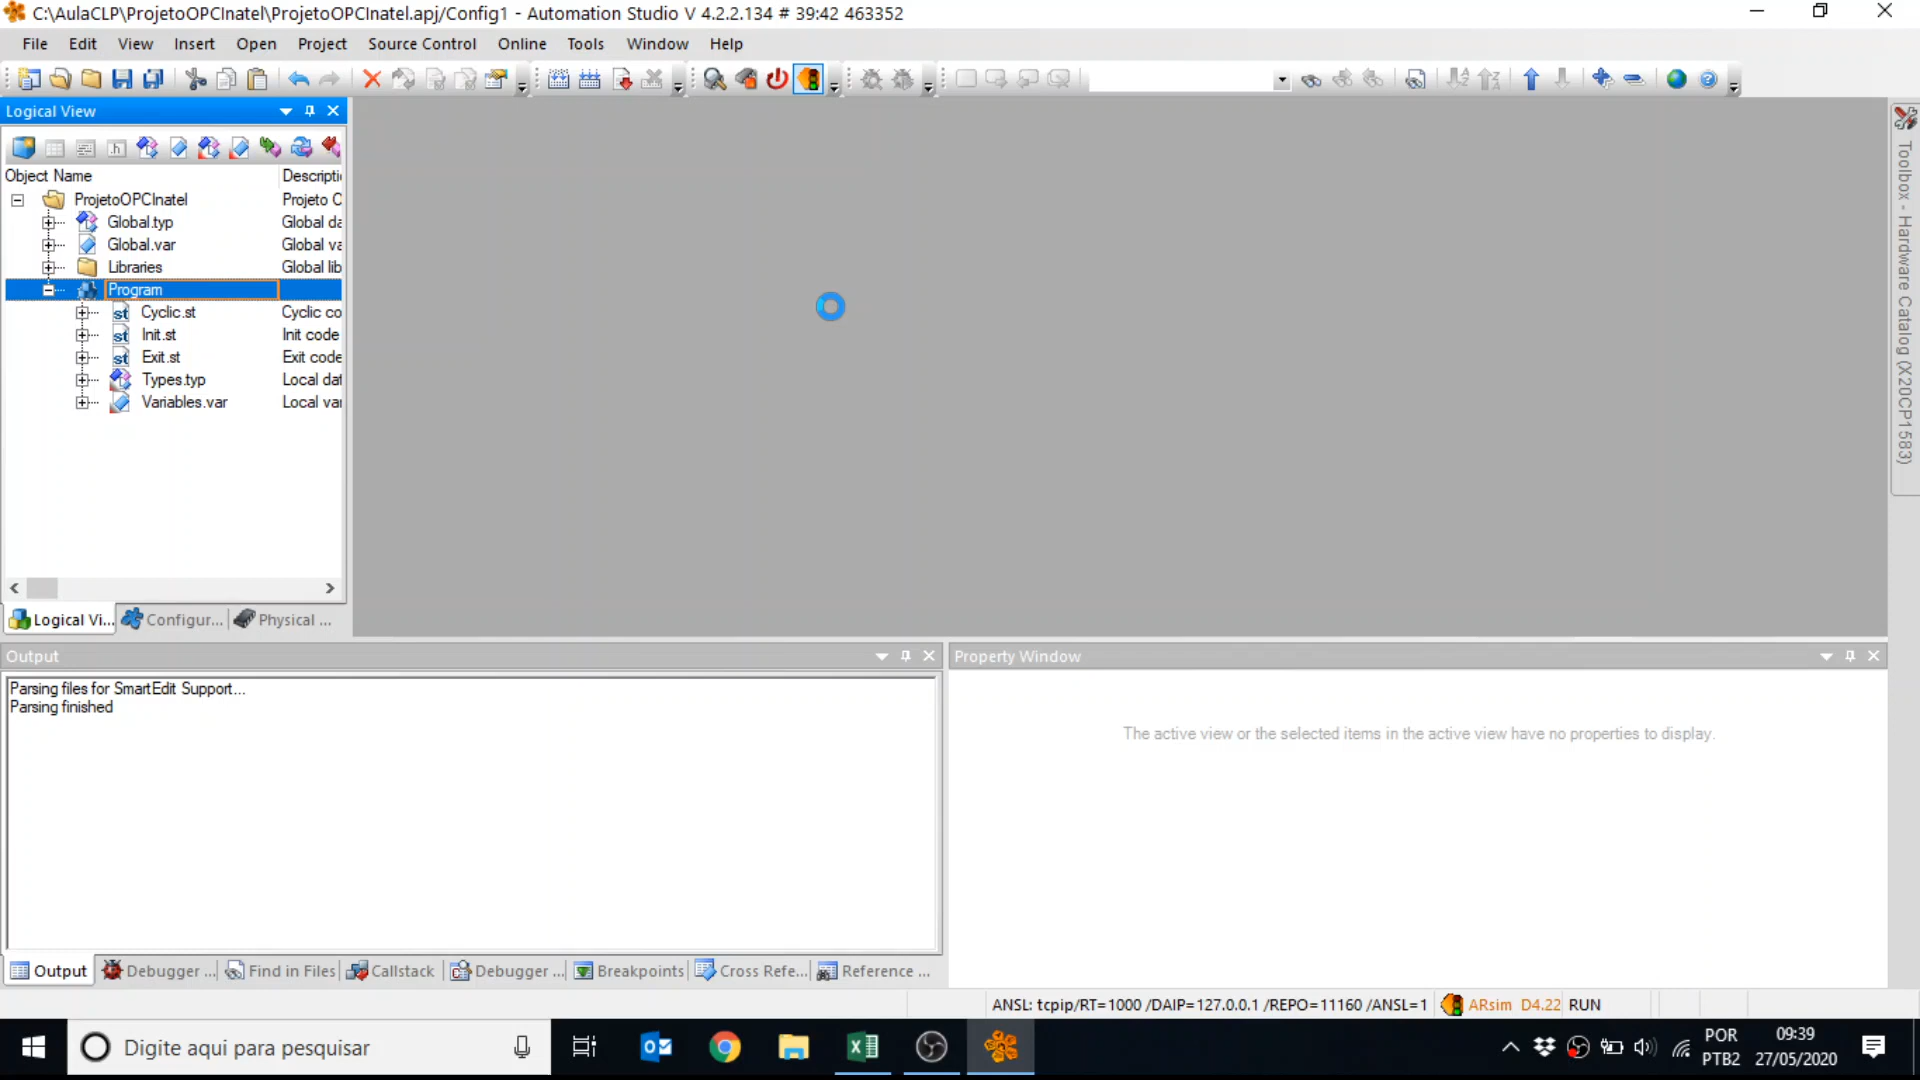 C:\AulaCLP\ProjetoOPCInatel\ProjetoOPCInatel.apj/Config1 - Automation Studio V 4.2.2.134 # 39:42 463352
File Edit View Insert Open Project Source Control Online Tools Window Help
Logical View
Object Name Descripti
ProjetoOPCInatel Projeto O
Global.typ Global da
Global.var Global va
Libraries Global lib
Program
Cyclic.st Cyclic co
Init.st Init code
Exit.st Exit code
Types.typ Local dat
Variables.var Local var
Logical Vi... Configur... Physical ...
Toolbox - Hardware Catalog (X20CP1583)
Output
Parsing files for SmartEdit Support...
Parsing finished
Property Window
The active view or the selected items in the active view have no properties to display.
Output Debugger ... Find in Files Callstack Debugger ... Breakpoints Cross Refe... Reference ...
ANSL: tcpip/RT=1000 /DAIP=127.0.0.1 /REPO=11160 /ANSL=1 ARsim D4.22 RUN
Digite aqui para pesquisar
POR
PTB2
09:39
27/05/2020